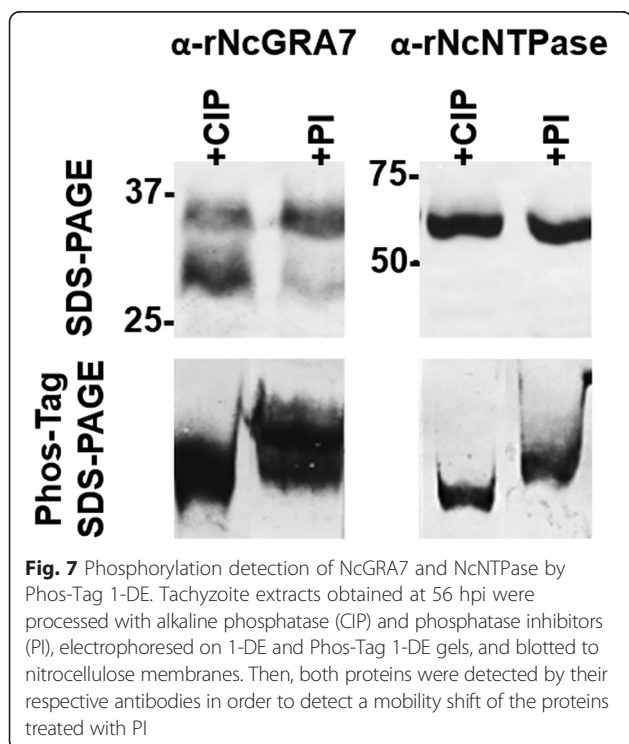 α-rNcGRA7 α-rNcNTPase
+CIP +PI +CIP +PI
SDS-PAGE
37-
25-
75-
50-
Phos-Tag
SDS-PAGE
Fig. 7 Phosphorylation detection of NcGRA7 and NcNTPase by
Phos-Tag 1-DE. Tachyzoite extracts obtained at 56 hpi were
processed with alkaline phosphatase (CIP) and phosphatase inhibitors
(PI), electrophoresed on 1-DE and Phos-Tag 1-DE gels, and blotted to
nitrocellulose membranes. Then, both proteins were detected by their
respective antibodies in order to detect a mobility shift of the proteins
treated with PI